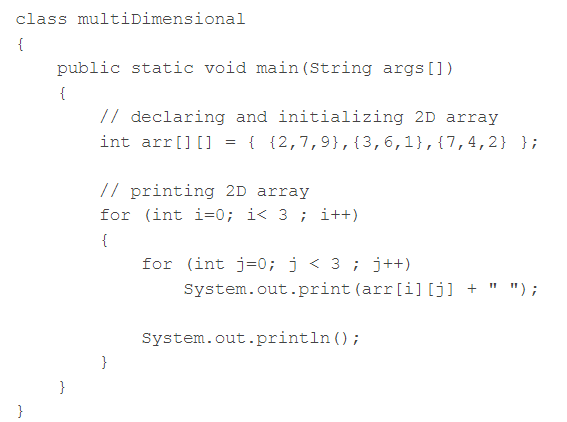 class multiDimensional
{
    public static void main(String args[])
    {
        // declaring and initializing 2D array
        int arr[][] = { {2,7,9},{3,6,1},{7,4,2} };

        // printing 2D array
        for (int i=0; i< 3 ; i++)
        {
            for (int j=0; j < 3 ; j++)
                System.out.print(arr[i][j] + " ");

            System.out.println();
        }
    }
}